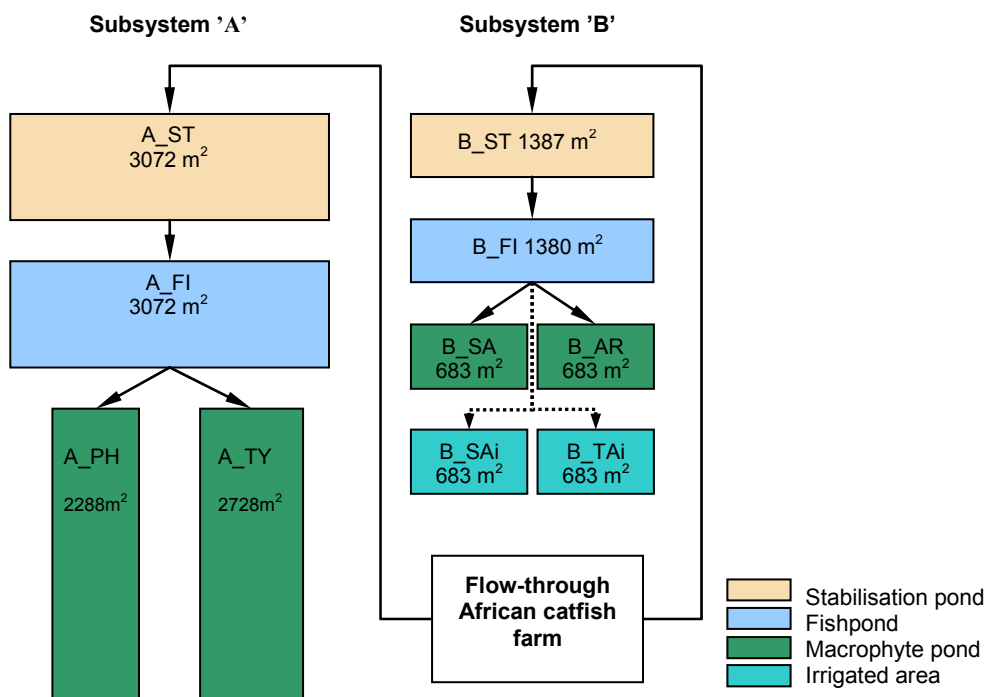 Subsystem ’A’
Subsystem ’B’
A_ST
3072 m²
B_ST 1387 m²
A_FI
3072 m²
B_FI 1380 m²
B_SA
683 m²
B_AR
683 m²
A_PH
2288m²
A_TY
2728m²
B_SAi
683 m²
B_TAi
683 m²
Flow-through
African catfish
farm
Stabilisation pond
Fishpond
Macrophyte pond
Irrigated area